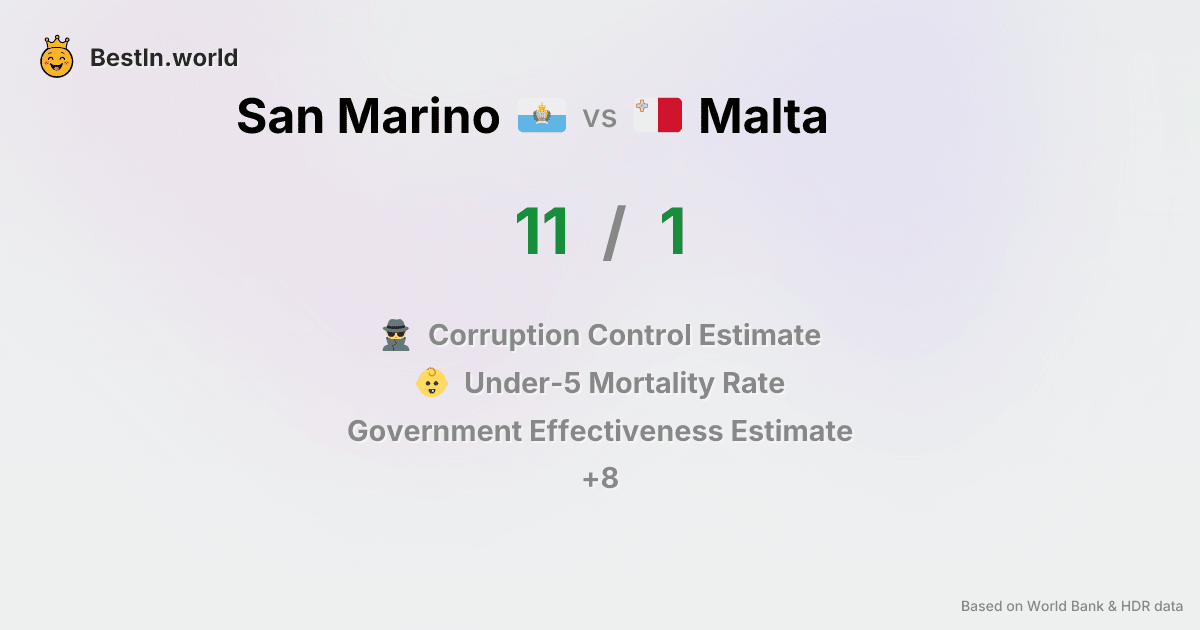 BestIn.world
San Marino vs Malta
11 / 1
Corruption Control Estimate
Under-5 Mortality Rate
Government Effectiveness Estimate
+8
Based on World Bank & HDR data